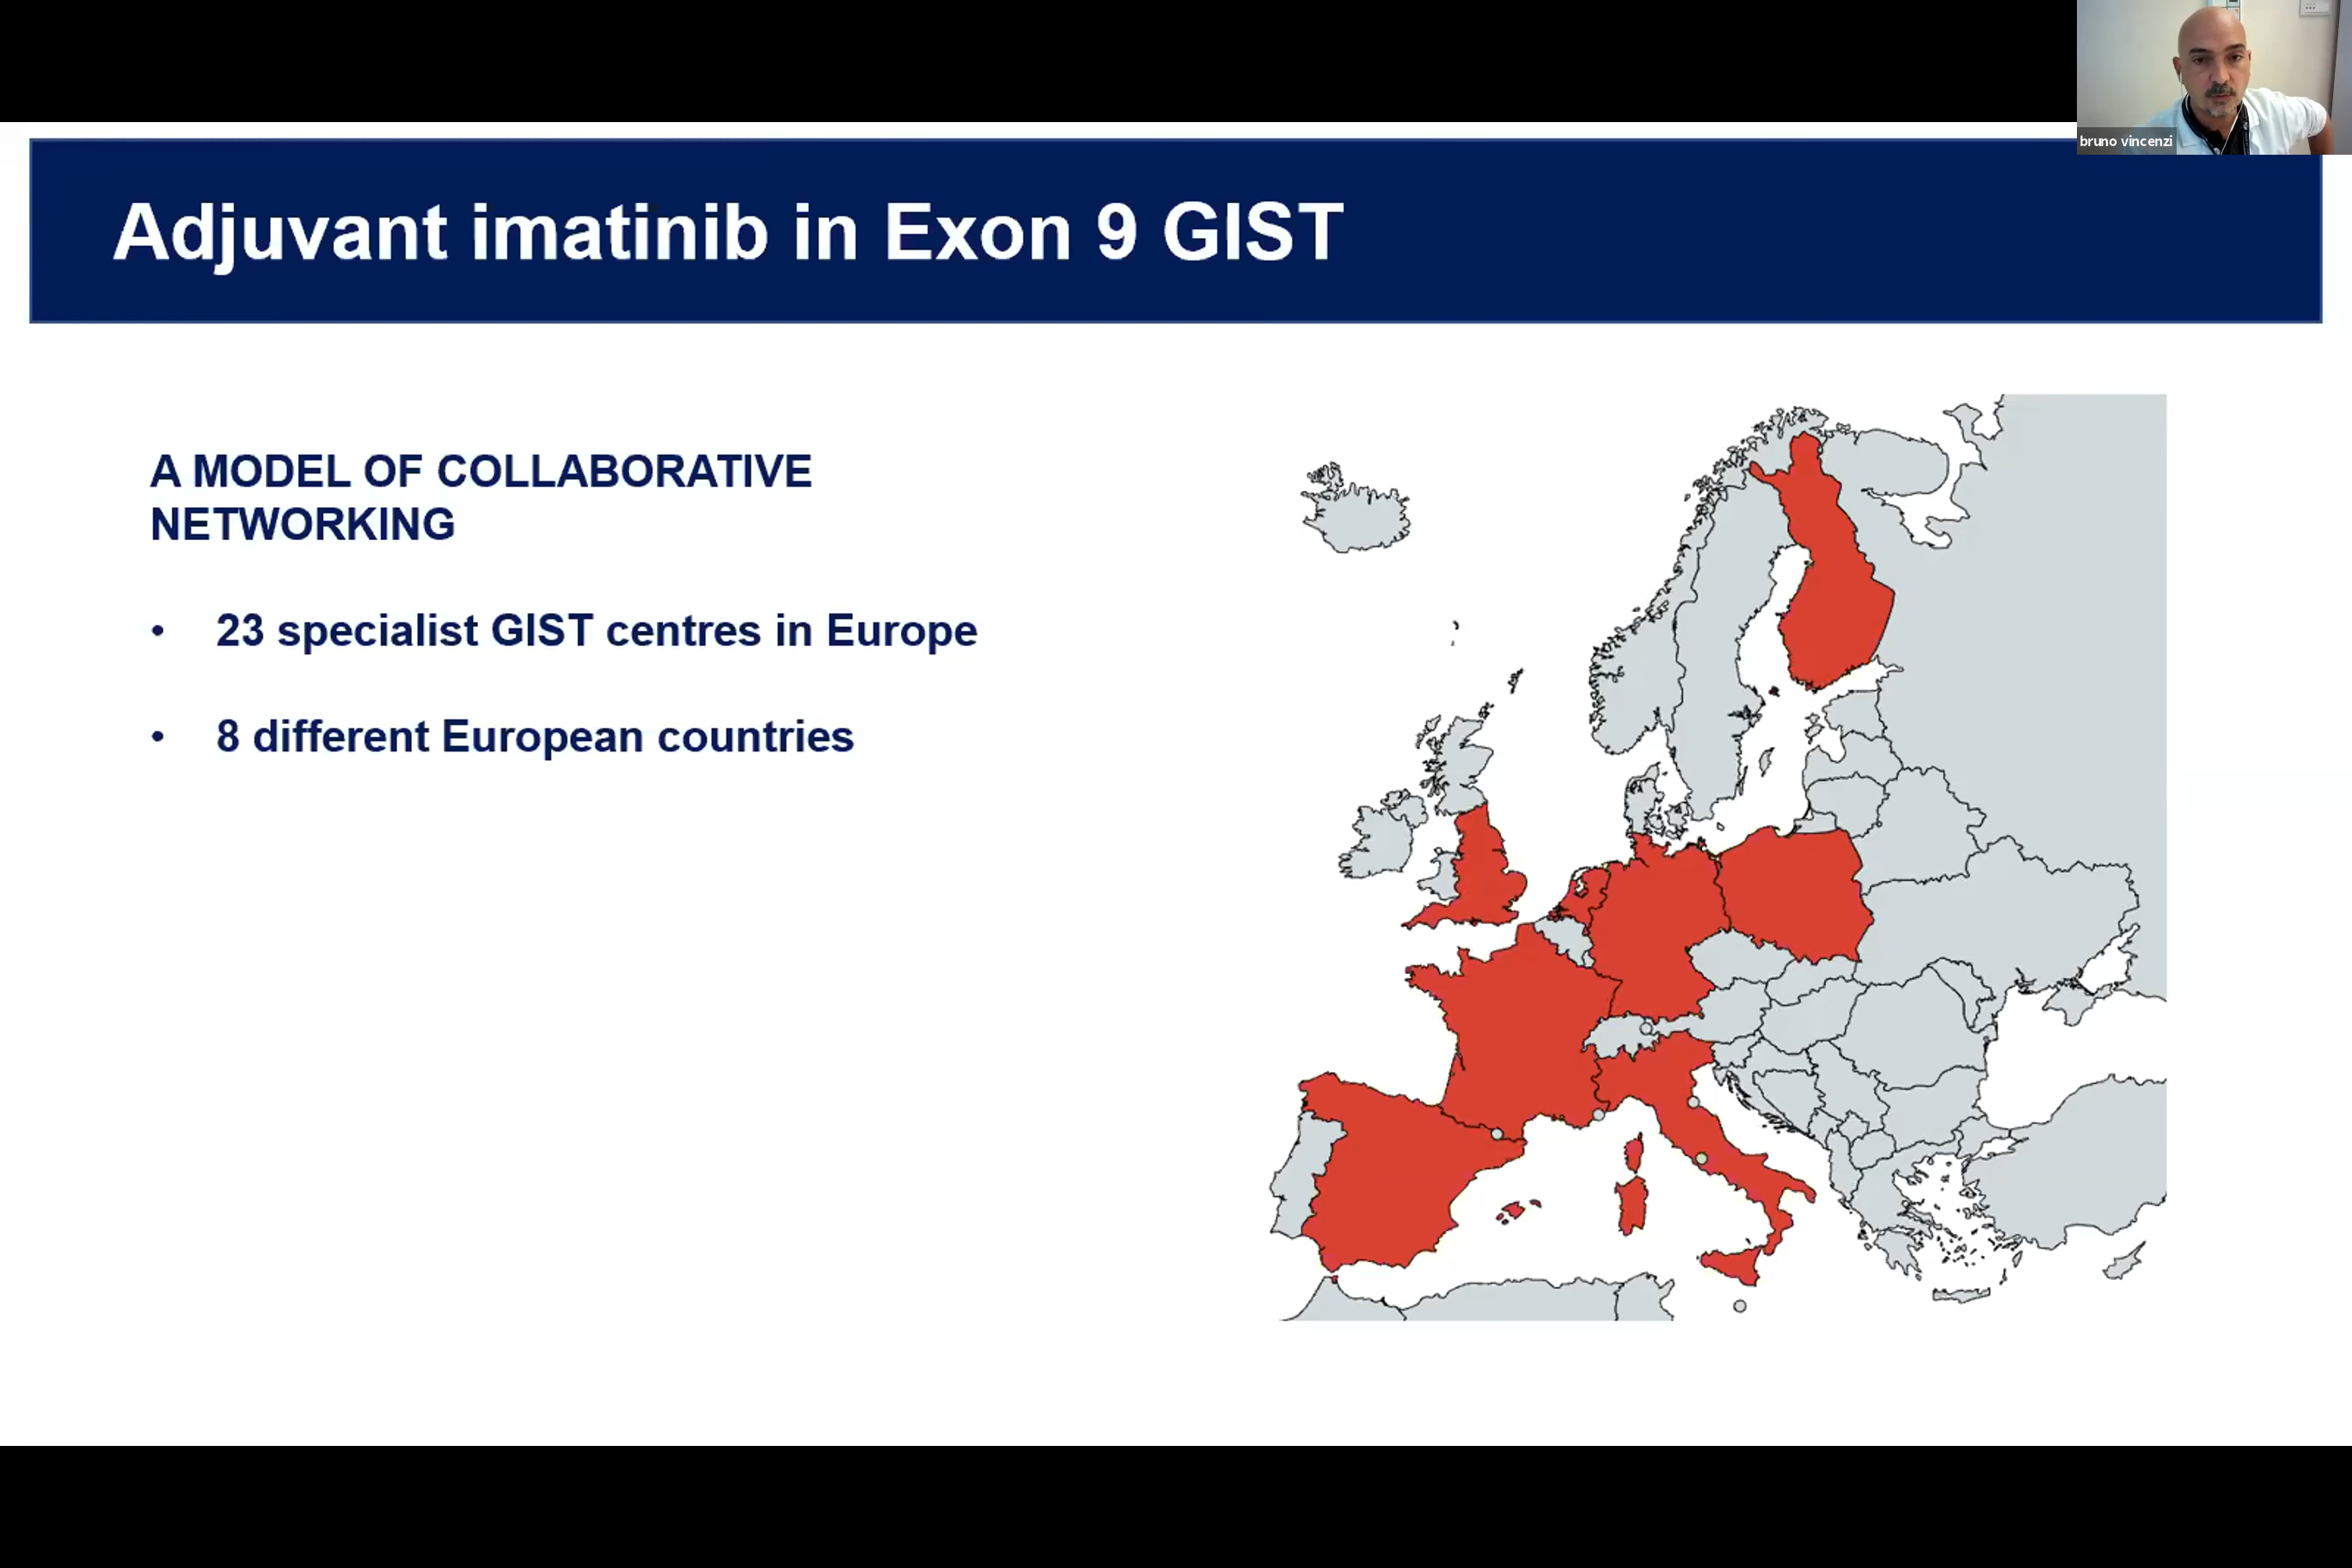 bruno vincenzi
Adjuvant imatinib in Exon 9 GIST
A MODEL OF COLLABORATIVE
NETWORKING
• 23 specialist GIST centres in Europe
• 8 different European countries